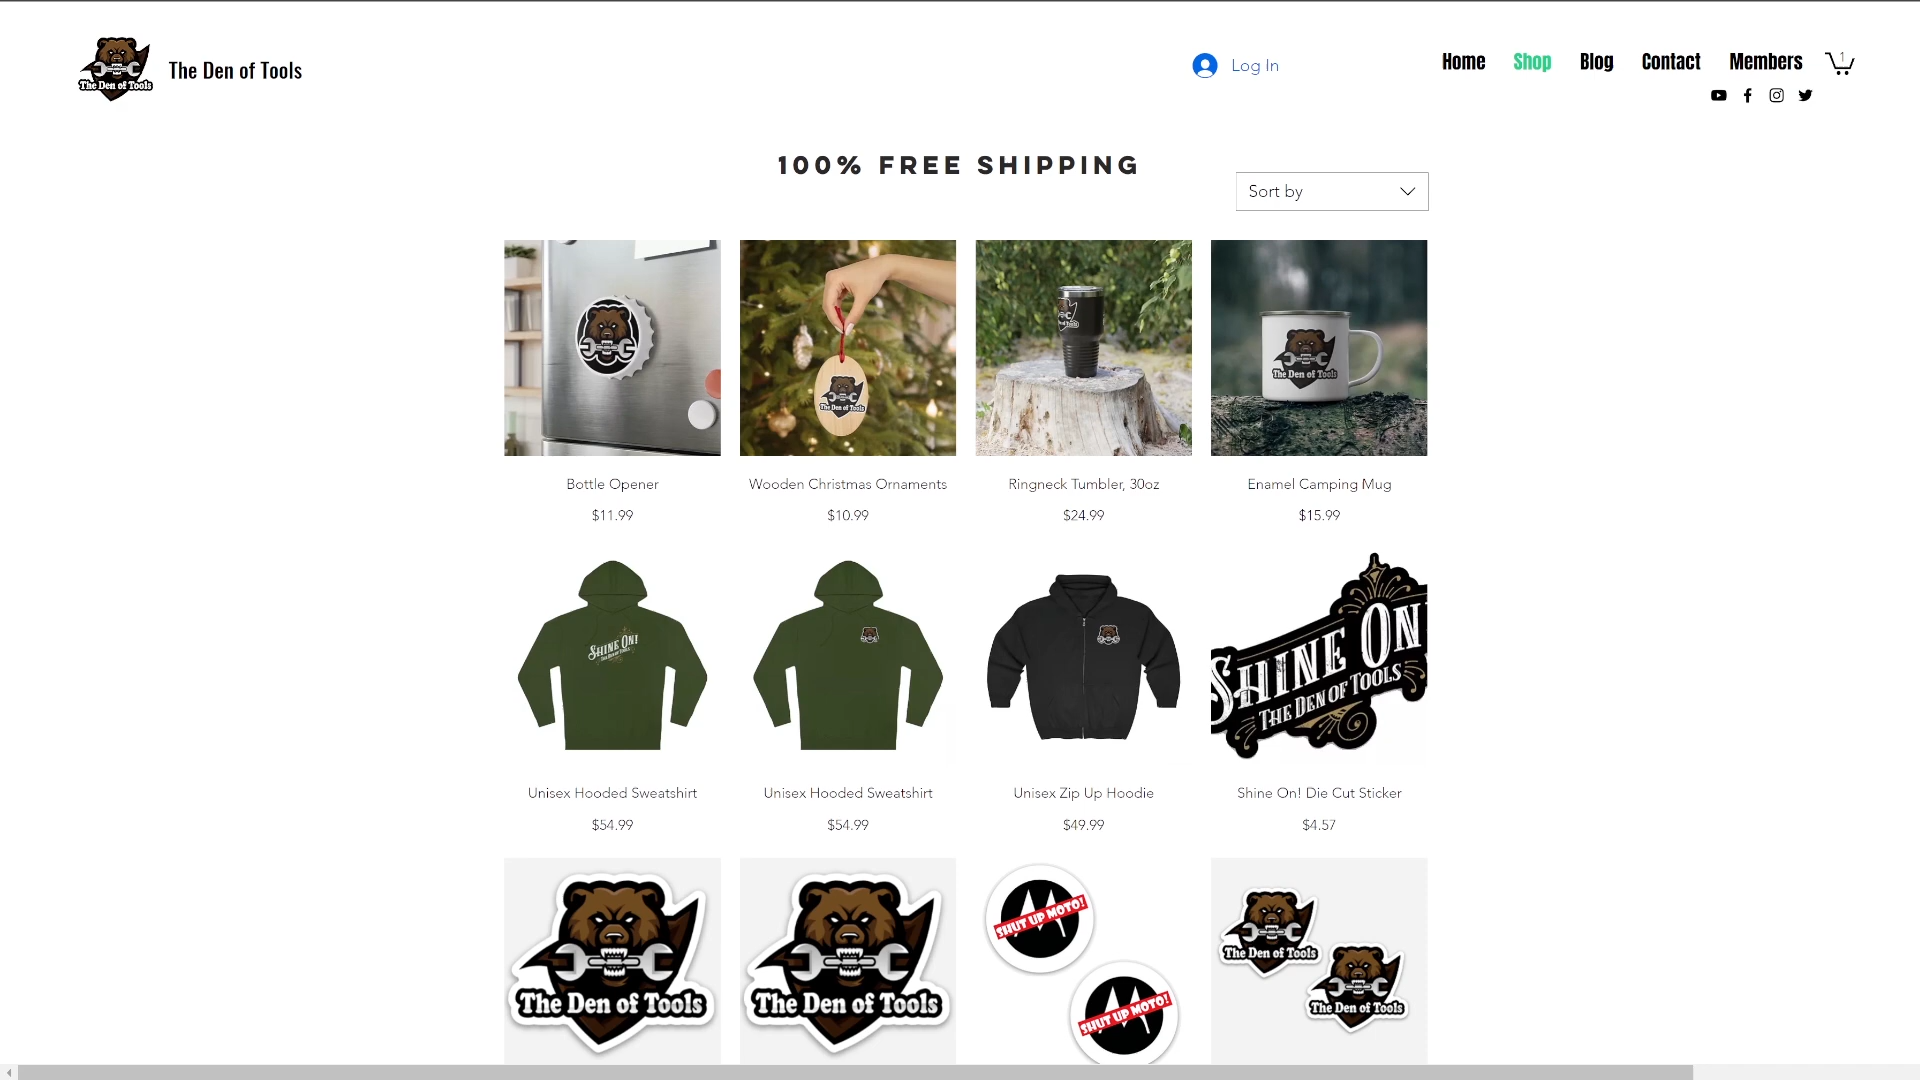 The Den of Tools
The Den of Tools
Log In
Home
Shop
Blog
Contact
Members
1
100% FREE SHIPPING
Sort by
The Den of Tools
The Den of Tools
Bottle Opener
Wooden Christmas Ornaments
Ringneck Tumbler, 30oz
Enamel Camping Mug
$11.99
$10.99
$24.99
$15.99
SHINE ON!
THE DEN OF TOOLS
SHINE ON
THE DEN OF TOOLS
Unisex Hooded Sweatshirt
Unisex Hooded Sweatshirt
Unisex Zip Up Hoodie
Shine On! Die Cut Sticker
$54.99
$54.99
$49.99
$4.57
The Den of Tools
The Den of Tools
SHUT UP MOTO!
SHUT UP MOTO!
The Den of Tools
The Den of Tools